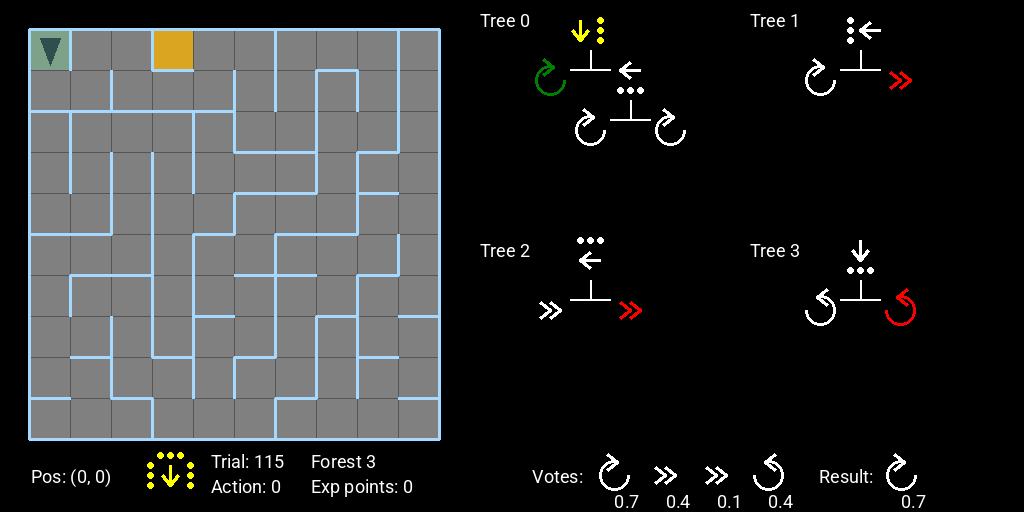 Tree 0
Tree 1
Tree 2
Tree 3
Pos: (0, 0)
Trial: 115
Forest 3
Action: 0
Exp points: 0
Votes:
0.7
0.4
0.1
0.4
Result:
0.7